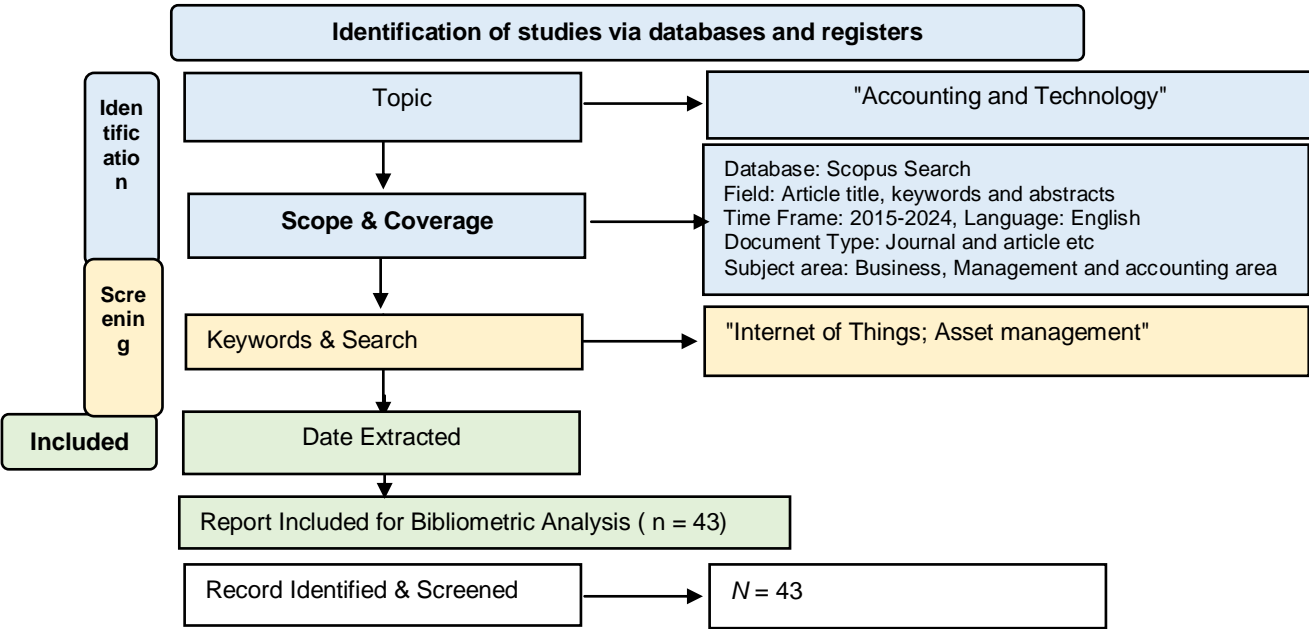 Identification of studies via databases and registers
Iden
tific
atio
n
Topic
"Accounting and Technology"
Scope & Coverage
Database: Scopus Search
Field: Article title, keywords and abstracts
Time Frame: 2015-2024, Language: English
Document Type: Journal and article etc
Subject area: Business, Management and accounting area
Scre
enin
g
Keywords & Search
"Internet of Things; Asset management"
Included
Date Extracted
Report Included for Bibliometric Analysis ( n = 43)
Record Identified & Screened
N = 43